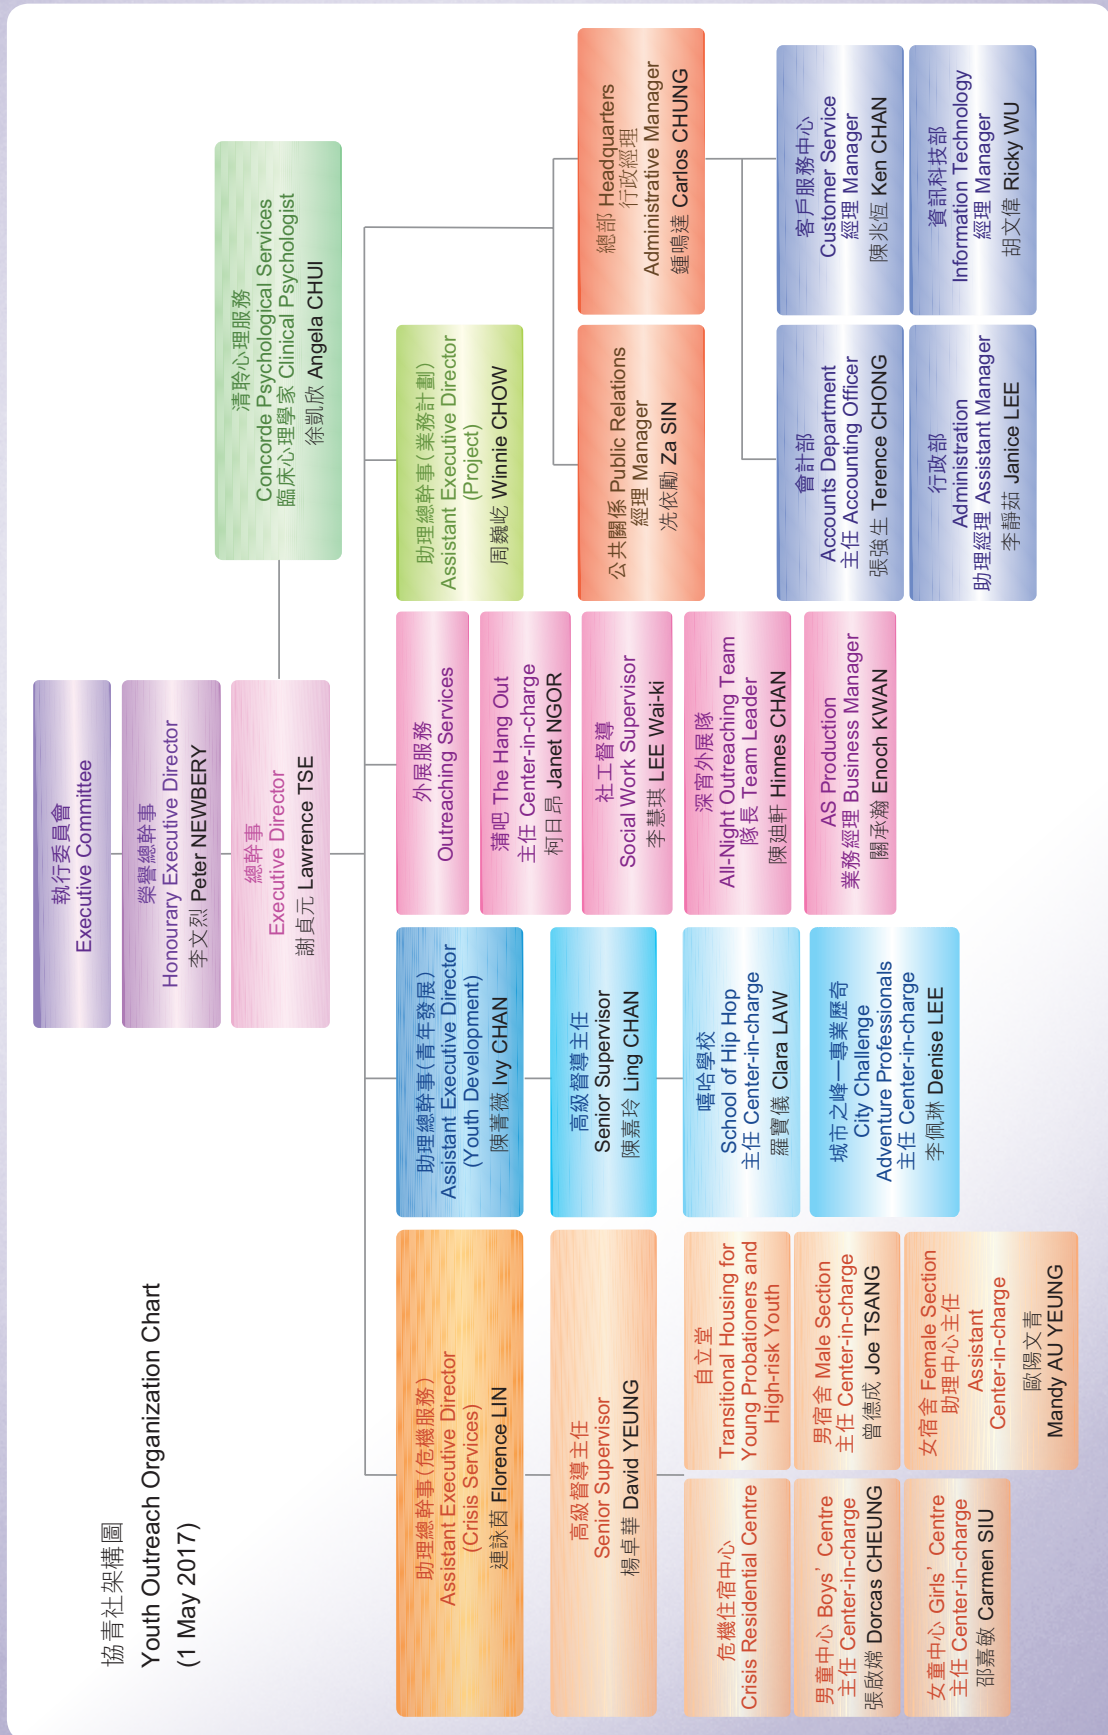 協青社架構圖
Youth Outreach Organization Chart
(1 May 2017)
執行委員會
Executive Committee
榮譽總幹事
Honourary Executive Director
李文烈 Peter NEWBERY
總幹事
Executive Director
謝貞元 Lawrence TSE
清聆心理服務
Concorde Psychological Services
臨床心理學家 Clinical Psychologist
徐凱欣 Angela CHUI
助理總幹事(危機服務)
Assistant Executive Director
(Crisis Services)
連詠茵 Florence LIN
高級督導主任
Senior Supervisor
楊卓華 David YEUNG
危機住宿中心
Crisis Residential Centre
男童中心 Boys’ Centre
主任 Center-in-charge
張啟嫦 Dorcas CHEUNG
女童中心 Girls’ Centre
主任 Center-in-charge
邵嘉敏 Carmen SIU
自立堂
Transitional Housing for
Young Probationers and
High-risk Youth
男宿舍 Male Section
主任 Center-in-charge
曾德成 Joe TSANG
女宿舍 Female Section
助理中心主任
Assistant
Center-in-charge
歐陽文青
Mandy AU YEUNG
助理總幹事(青年發展)
Assistant Executive Director
(Youth Development)
陳菁薇 Ivy CHAN
高級督導主任
Senior Supervisor
陳嘉玲 Ling CHAN
嘻哈學校
School of Hip Hop
主任 Center-in-charge
羅寶儀 Clara LAW
城市之峰—專業歷奇
City Challenge
Adventure Professionals
主任 Center-in-charge
李佩琳 Denise LEE
外展服務
Outreaching Services
蒲吧 The Hang Out
主任 Center-in-charge
柯日昂 Janet NGOR
社工督導
Social Work Supervisor
李慧琪 LEE Wai-ki
深宵外展隊
All-Night Outreaching Team
隊長 Team Leader
陳廸軒 Hinnes CHAN
AS Production
業務經理 Business Manager
關承瀚 Enoch KWAN
助理總幹事(業務計劃)
Assistant Executive Director
(Project)
周巍屹 Winnie CHOW
公共關係 Public Relations
經理 Manager
冼依勵 Za SIN
總部 Headquarters
行政經理
Administrative Manager
鍾鳴達 Carlos CHUNG
會計部
Accounts Department
主任 Accounting Officer
張強生 Terence CHONG
客戶服務中心
Customer Service
經理 Manager
陳兆恆 Ken CHAN
行政部
Administration
助理經理 Assistant Manager
李靜茹 Janice LEE
資訊科技部
Information Technology
經理 Manager
胡文偉 Ricky WU